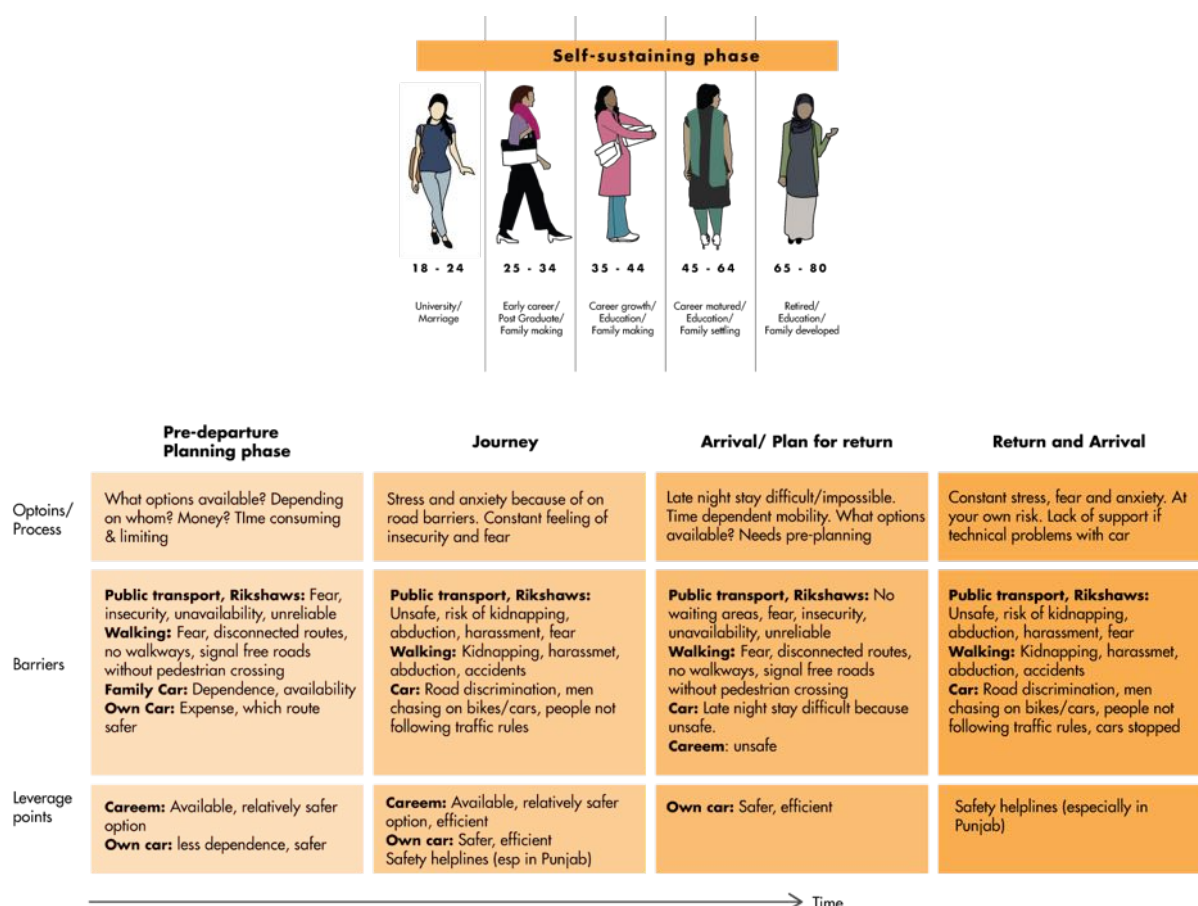 Self-sustaining phase
18 - 24
25 - 34
35 - 44
45 - 64
65 - 80
University/
Marriage
Early career/
Post Graduate/
Family making
Career growth/
Education/
Family making
Career matured/
Education/
Family settling
Retired/
Education/
Family developed
Pre-departure
Planning phase
Journey
Arrival/ Plan for return
Return and Arrival
Optoins/
Process
What options available? Depending
on whom? Money? TIme consuming
& limiting
Stress and anxiety because of on
road barriers. Constant feeling of
insecurity and fear
Late night stay difficult/impossible.
Time dependent mobility. What options
available? Needs pre-planning
Constant stress, fear and anxiety. At
your own risk. Lack of support if
technical problems with car
Barriers
Public transport, Rikshaws: Fear,
insecurity, unavailability, unreliable
Walking: Fear, disconnected routes,
no walkways, signal free roads
without pedestrian crossing
Family Car: Dependence, availability
Own Car: Expense, which route
safer
Public transport, Rikshaws:
Unsafe, risk of kidnapping,
abduction, harassment, fear
Walking: Kidnapping, harassmet,
abduction, accidents
Car: Road discrimination, men
chasing on bikes/cars, people not
following traffic rules
Public transport, Rikshaws: No
waiting areas, fear, insecurity,
unavailability, unreliable
Walking: Fear, disconnected routes,
no walkways, signal free roads
without pedestrian crossing
Car: Late night stay difficult because
unsafe.
Careem: unsafe
Public transport, Rikshaws:
Unsafe, risk of kidnapping,
abduction, harassment, fear
Walking: Kidnapping, harassmet,
abduction, accidents
Car: Road discrimination, men
chasing on bikes/cars, people not
following traffic rules, cars stopped
Leverage
points
Careem: Available, relatively safer
option
Own car: less dependence, safer
Careem: Available, relatively safer
option, efficient
Own car: Safer, efficient
Safety helplines (esp in Punjab)
Own car: Safer, efficient
Safety helplines (especially in
Punjab)
Time